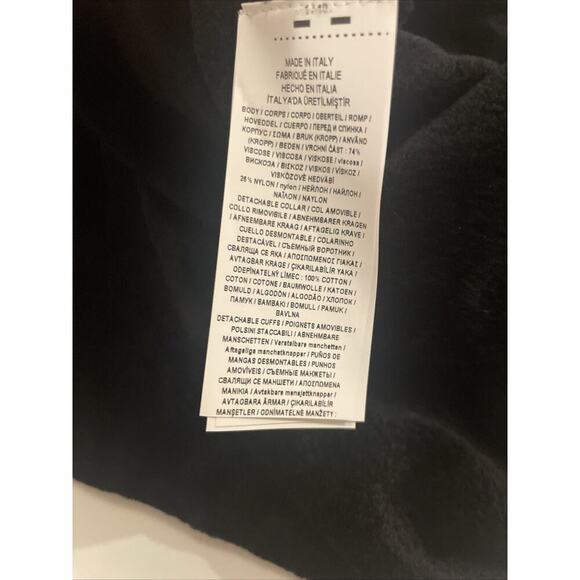 MADE IN ITALY
FABRIQUÉ EN ITALIE
HECHO EN ITALIA
İTALYA'DA ÜRETİLMİŞTİR
BODY / CORPS / CORPO / OBERTEIL / ROMP /
HOVEDDEL / CUERPO / ПЕРЕД И СПИНКА /
КОРПУС / ΣΩΜΑ / BRUK (KROPP) / ANVÄND
(KROPP) / BEDEN / VRCHNÍ ČÁST : 74%
VISCOSE / VISCOSA / VISKOSE / viscosa /
ВИСКОЗА / ΒΙΣΚΟΖ / VISKOS / VİSKOZ /
VISKÓZOVÉ HEDVÁBÍ
26% NYLON / nylon / НЕЙЛОН / НАЙЛОН /
ΝΑΪΛΟΝ / NAYLON
DETACHABLE COLLAR / COL AMOVIBLE /
COLLO RIMOVIBILE / ABNEHMBARER KRAGEN
/ AFNEEMBARE KRAAG / AFTAGELIG KRAVE /
CUELLO DESMONTABLE / COLARINHO
DESTACÁVEL / СЪЕМНЫЙ ВОРОТНИК /
СВАЛЯЩА СЕ ЯКА / ΑΠΟΣΠΩΜΕΝΟΣ ΓΙΑΚΑΣ /
AVTAGBAR KRAGE / ÇIKARILABİLİR YAKA /
ODEPÍNATELNÝ LÍMEC : 100% COTTON /
COTON / COTONE / BAUMWOLLE / KATOEN /
BOMULD / ALGODÓN / ALGODÃO / ХЛОПОК /
ПАМУК / ΒΑΜΒΑΚΙ / BOMULL / PAMUK /
BAVLNA
DETACHABLE CUFFS / POIGNETS AMOVIBLES /
POLSINI STACCABILI / ABNEHMBARE
MANSCHETTEN / Verstelbare manchetten /
Aftagelige manchetknapper / PUÑOS DE
MANGAS DESMONTABLES / PUNHOS
AMOVÍVEIS / СЪЕМНЫЕ МАНЖЕТЫ /
СВАЛЯЩИ СЕ МАНШЕТИ / ΑΠΟΣΠΩΜΕΝΑ
ΜΑΝΙΚΙΑ / Avtakbare mansjettknapper /
AVTAGBARA ÄRMAR / ÇIKARILABİLİR
MANŞETLER / ODNÍMATELNÉ MANŽETY :